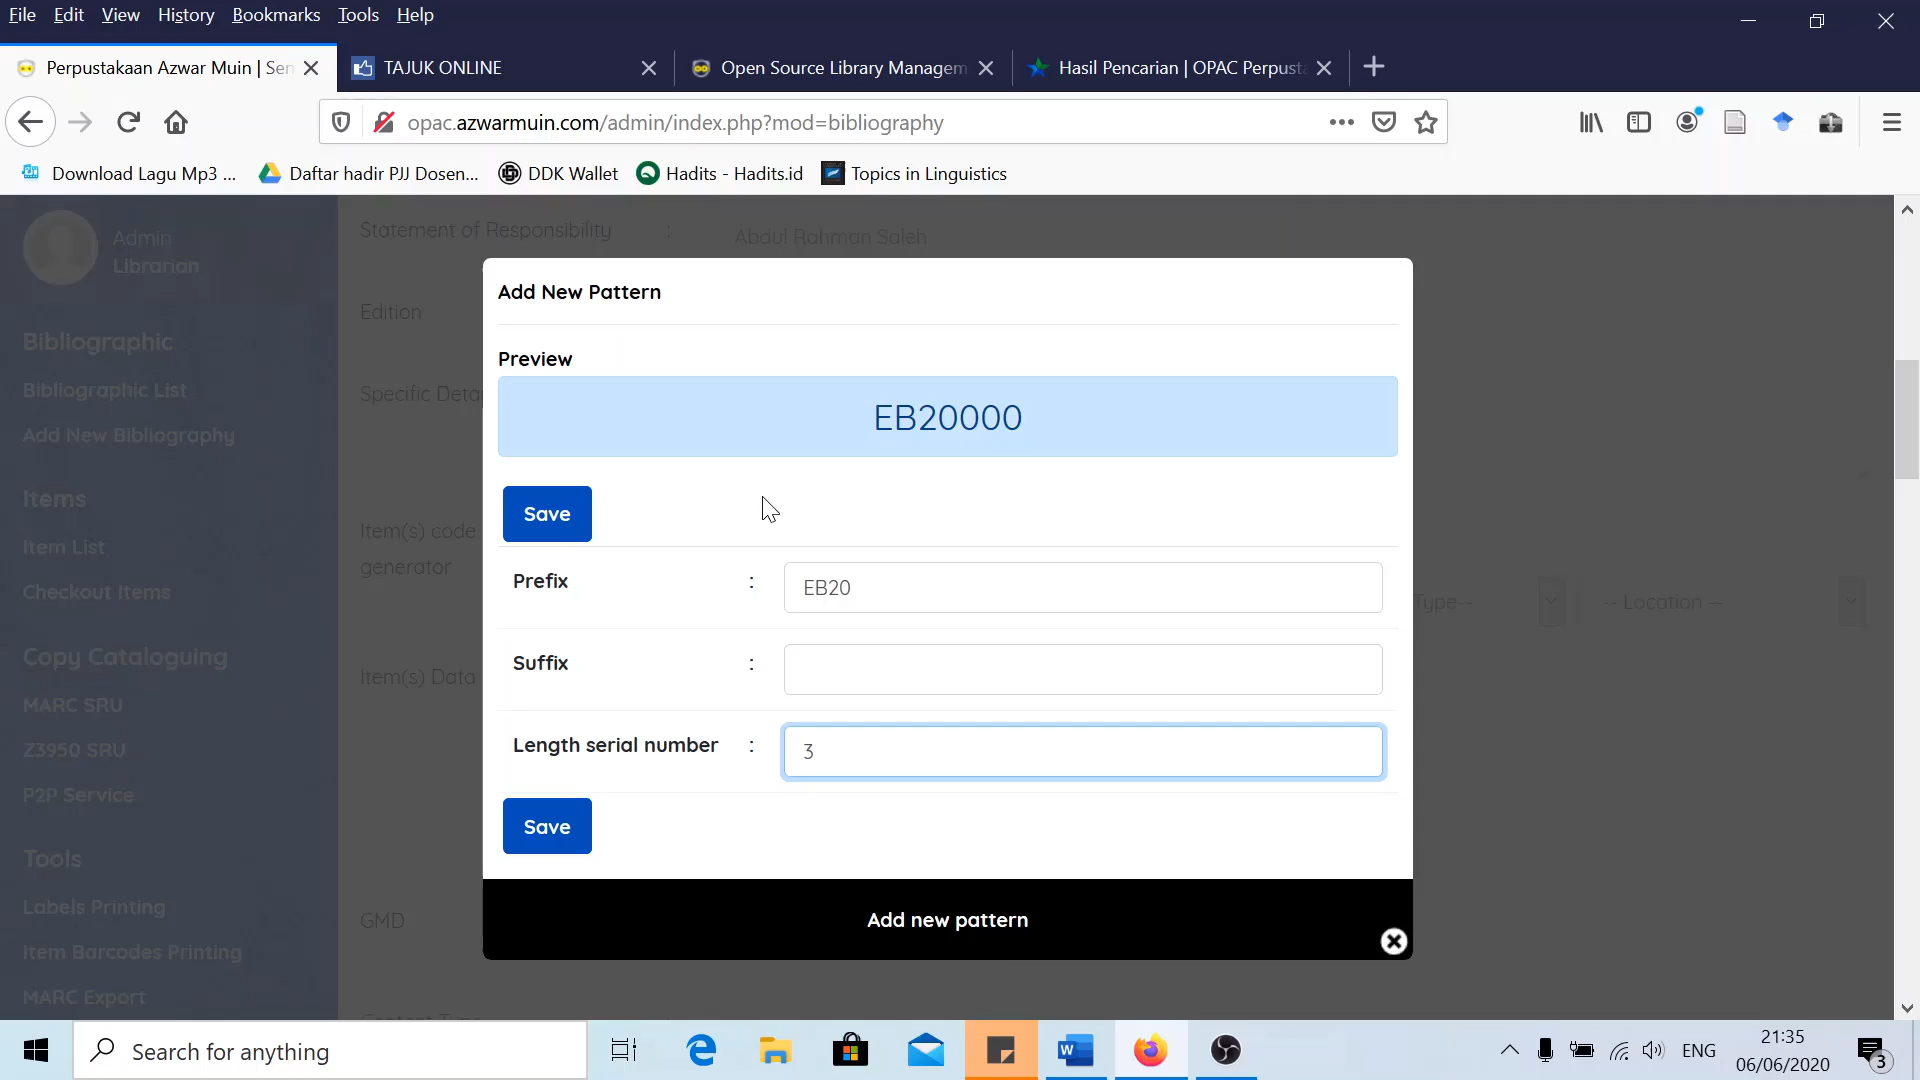 File Edit View History Bookmarks Tools Help
Perpustakaan Azwar Muin | Sen
TAJUK ONLINE
Open Source Library Managem
Hasil Pencarian | OPAC Perpust
opac.azwarmuin.com/admin/index.php?mod=bibliography
Download Lagu Mp3 ...
Daftar hadir PJJ Dosen...
DDK Wallet
Hadits - Hadits.id
Topics in Linguistics
Admin
Librarian
Bibliographic
Bibliographic List
Add New Bibliography
Items
Item List
Checkout Items
Copy Cataloguing
MARC SRU
Z3950 SRU
P2P Service
Tools
Labels Printing
Item Barcodes Printing
MARC Export
Statement of Responsibility :
Abdul Rahman Saleh
Edition
Specific Deta
Item(s) code
generator
Type--
-- Location --
Item(s) Data
GMD
Add New Pattern
Preview
EB20000
Save
Prefix : EB20
Suffix :
Length serial number : 3
Save
Add new pattern
Search for anything
ENG
21:35
06/06/2020
3